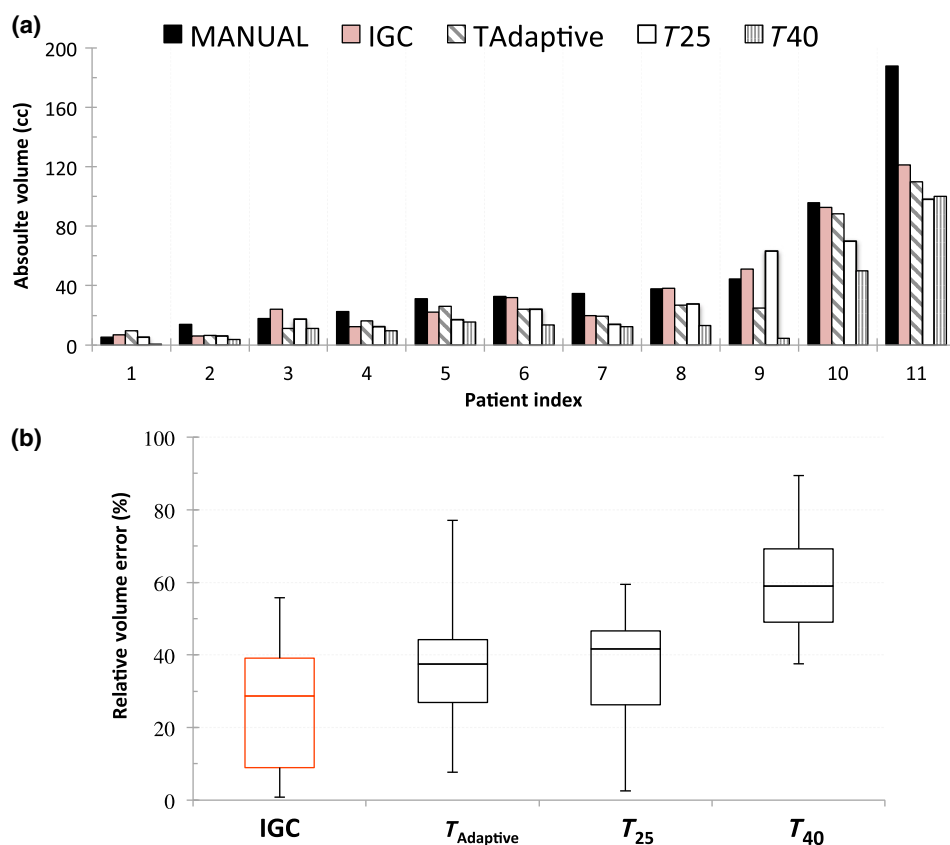 (a)
MANUAL IGC TAdaptive T25 T40
Absoulte volume (cc)
200
160
120
80
40
0
1 2 3 4 5 6 7 8 9 10 11
Patient index
(b)
Relative volume error (%)
100
80
60
40
20
0
IGC TAdaptive T25 T40